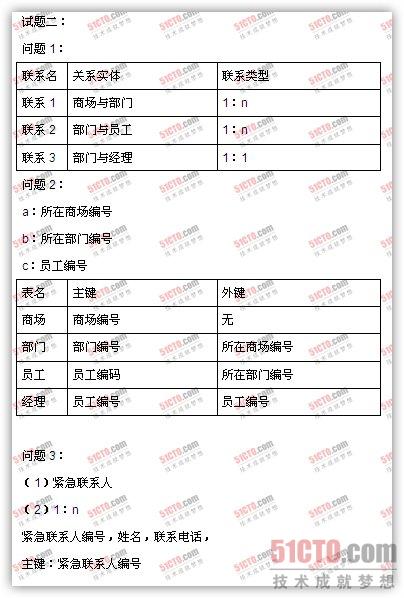 试题二：
问题 1：
联系名 关系实体 联系类型
联系 1 商场与部门 1：n
联系 2 部门与员工 1：n
联系 3 部门与经理 1：1
问题 2：
a：所在商场编号
b：所在部门编号
c：员工编号
表名 主键 外键
商场 商场编号 无
部门 部门编号 所在商场编号
员工 员工编码 所在部门编号
经理 员工编号 员工编号
问题 3：
（1）紧急联系人
（2）1：n
紧急联系人编号，姓名，联系电话，
主键：紧急联系人编号
51CTO.com
技术成就梦想